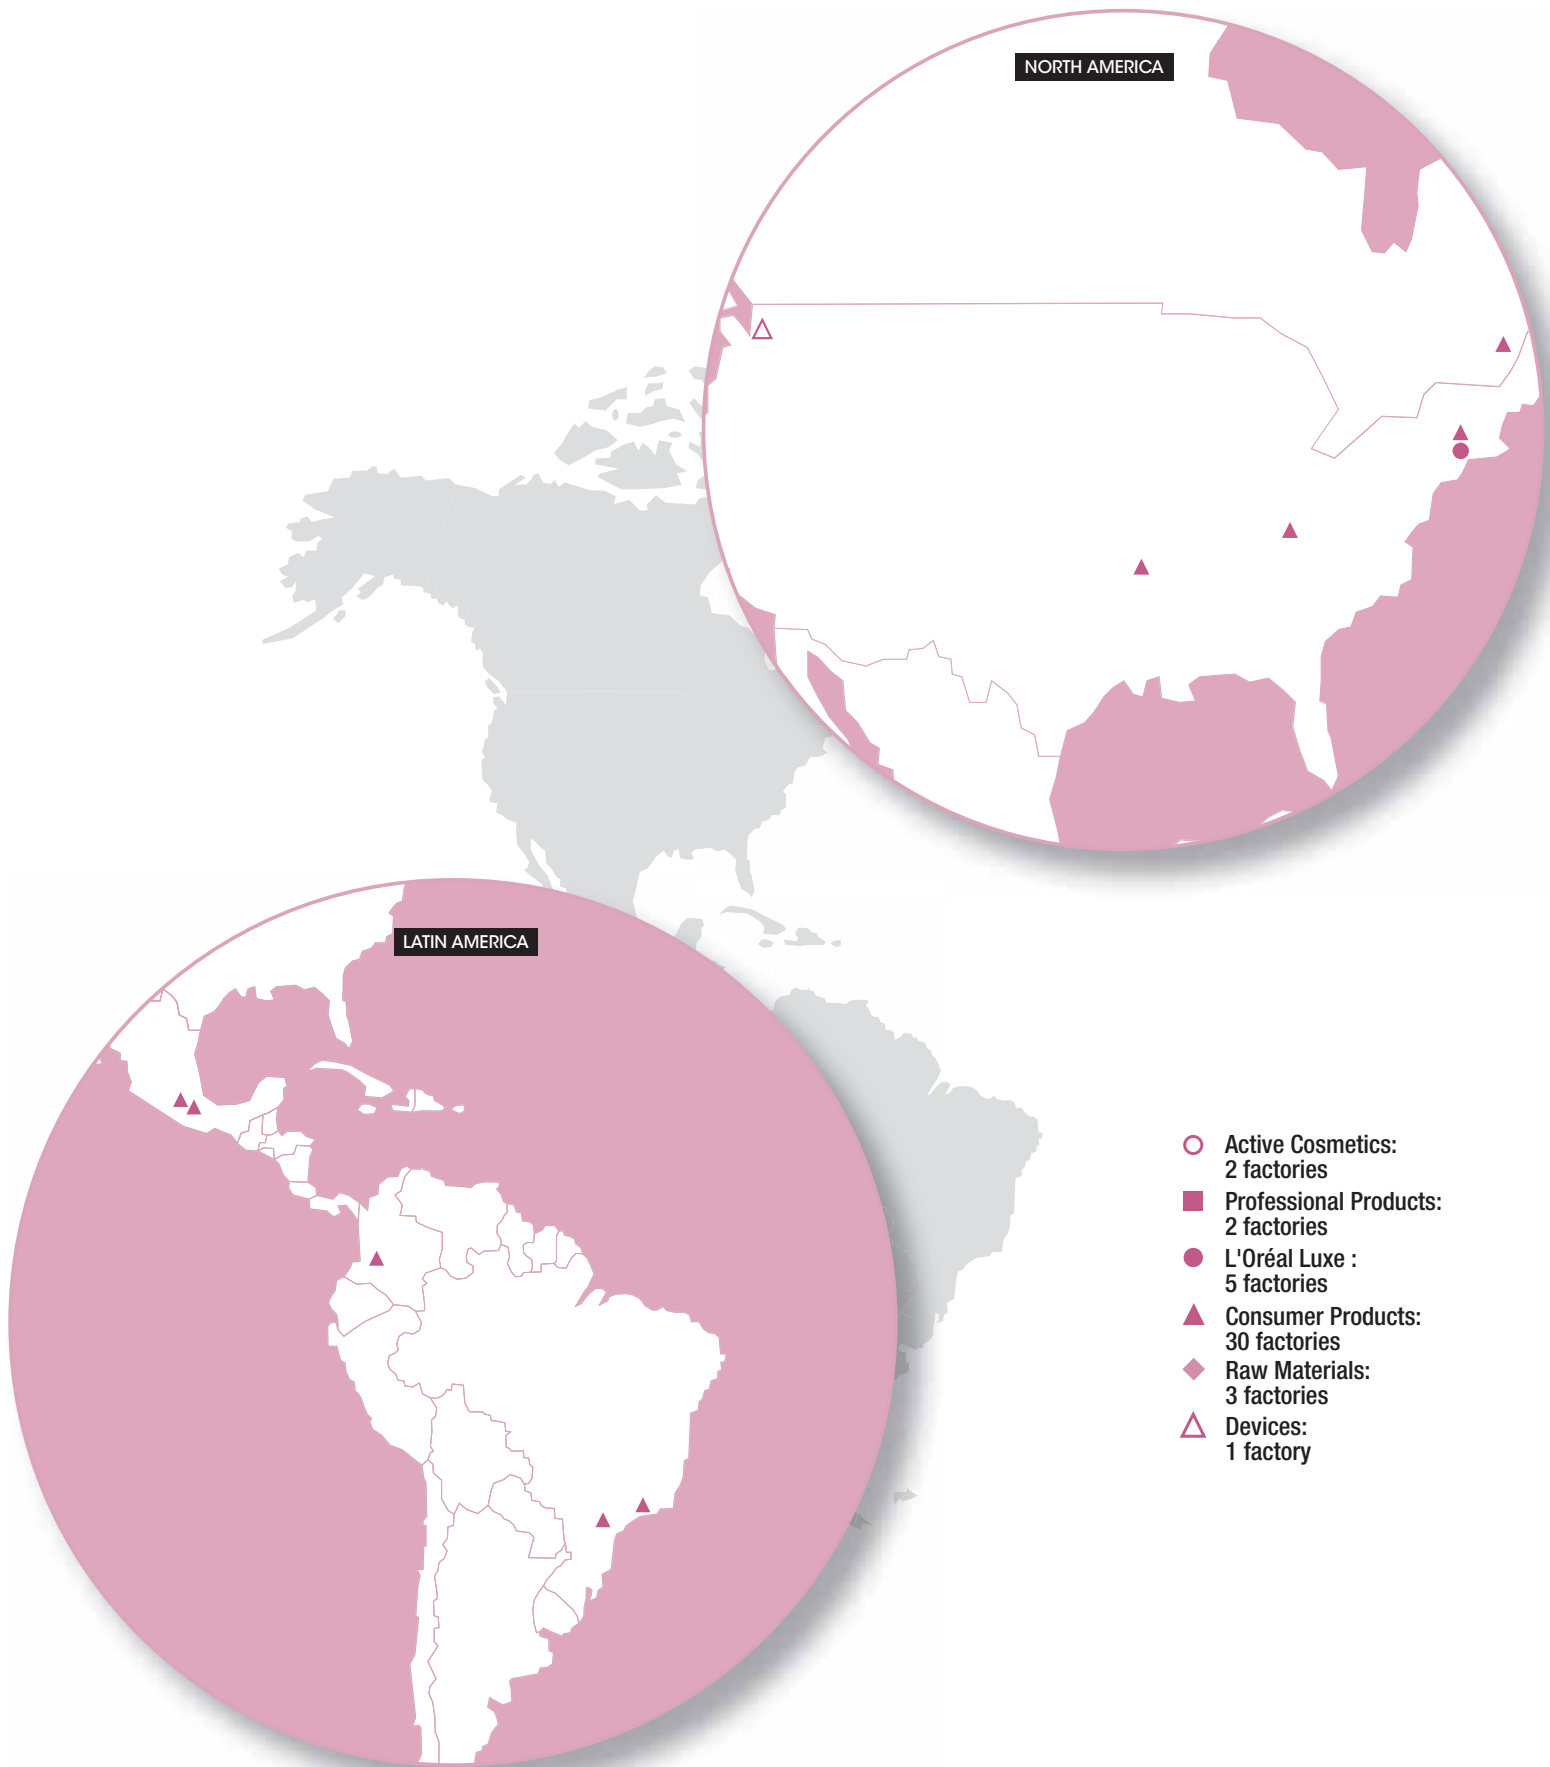 NORTH AMERICA
LATIN AMERICA
Active Cosmetics:
2 factories
Professional Products:
2 factories
L'Oréal Luxe :
5 factories
Consumer Products:
30 factories
Raw Materials:
3 factories
Devices:
1 factory